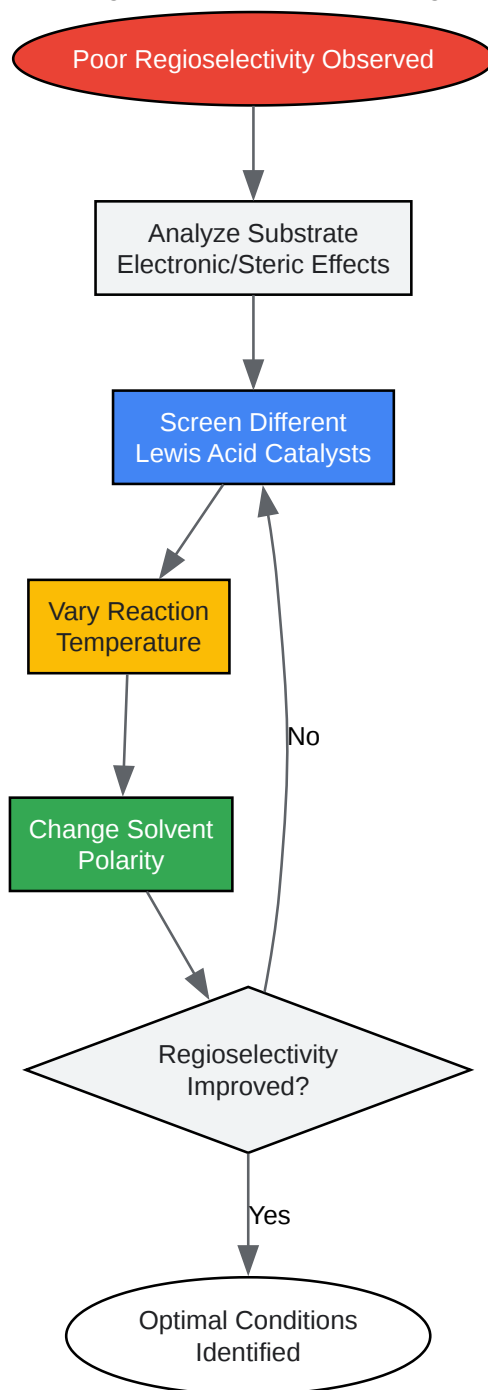 Poor Regioselectivity Observed
Analyze Substrate
Electronic/Steric Effects
Screen Different
Lewis Acid Catalysts
Vary Reaction
Temperature
No
Change Solvent
Polarity
Regioselectivity
Improved?
Yes
Optimal Conditions
Identified